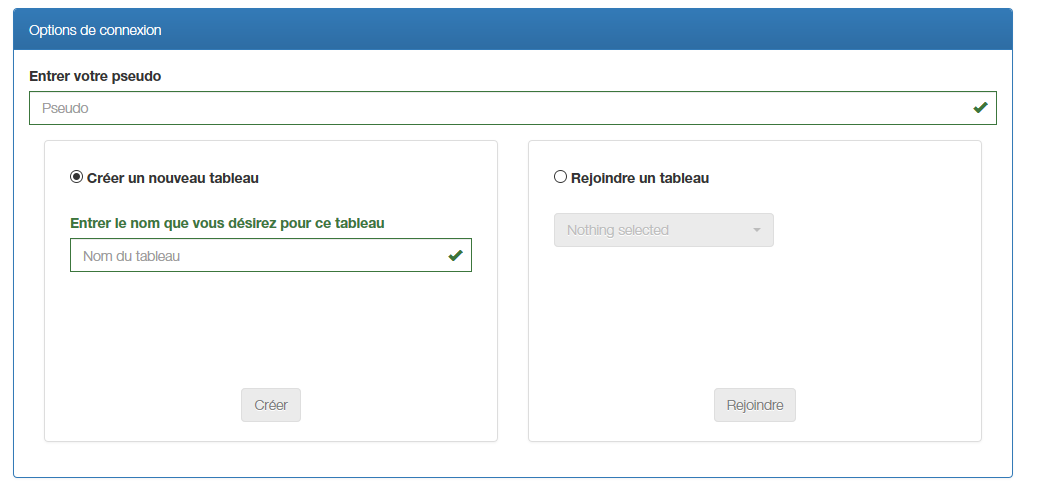 Options de connexion
Entrer votre pseudo
Pseudo
Créer un nouveau tableau
Entrer le nom que vous désirez pour ce tableau
Nom du tableau
Créer
Rejoindre un tableau
Nothing selected
Rejoindre